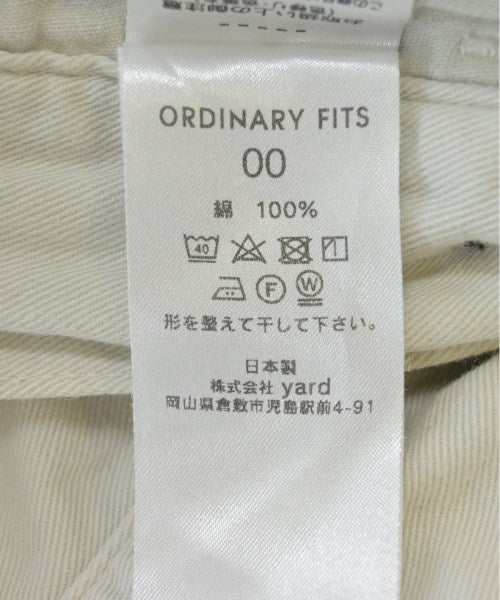 ORDINARY FITS
00
綿 100%
40
F W
形を整えて干して下さい。
日本製
株式会社 yard
岡山県倉敷市児島駅前4-91